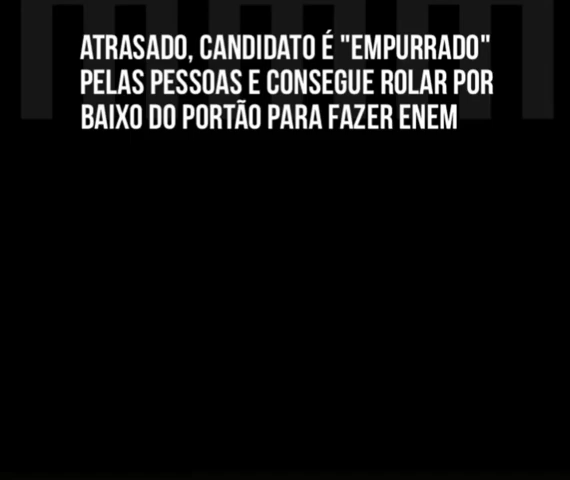 ATRASADO, CANDIDATO É "EMPURRADO"
PELAS PESSOAS E CONSEGUE ROLAR POR
BAIXO DO PORTÃO PARA FAZER ENEM